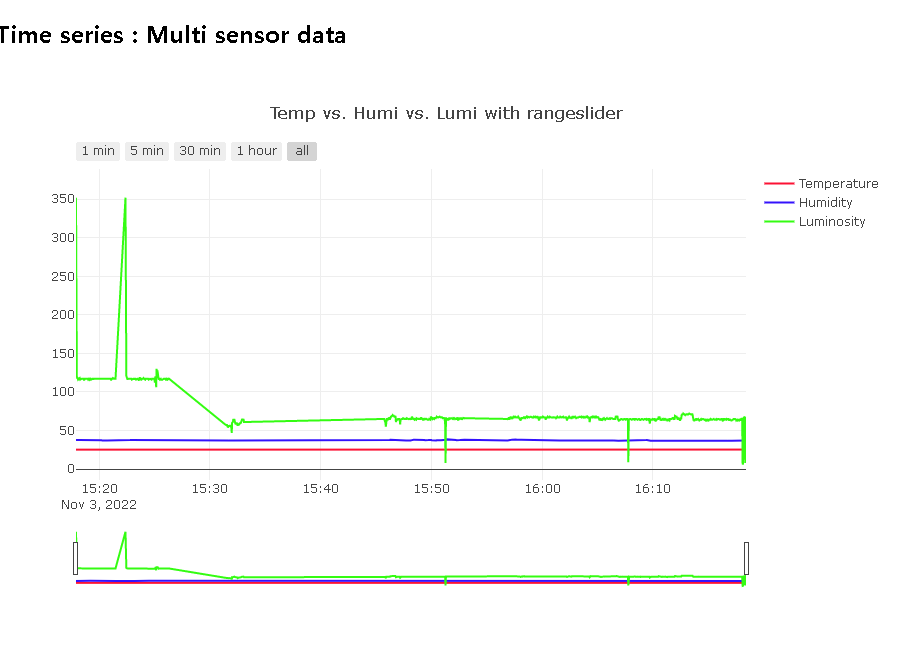 Time series : Multi sensor data
Temp vs. Humi vs. Lumi with rangeslider
1 min 5 min 30 min 1 hour all
Temperature
Humidity
Luminosity
350
300
250
200
150
100
50
0
15:20 15:30 15:40 15:50 16:00 16:10
Nov 3, 2022